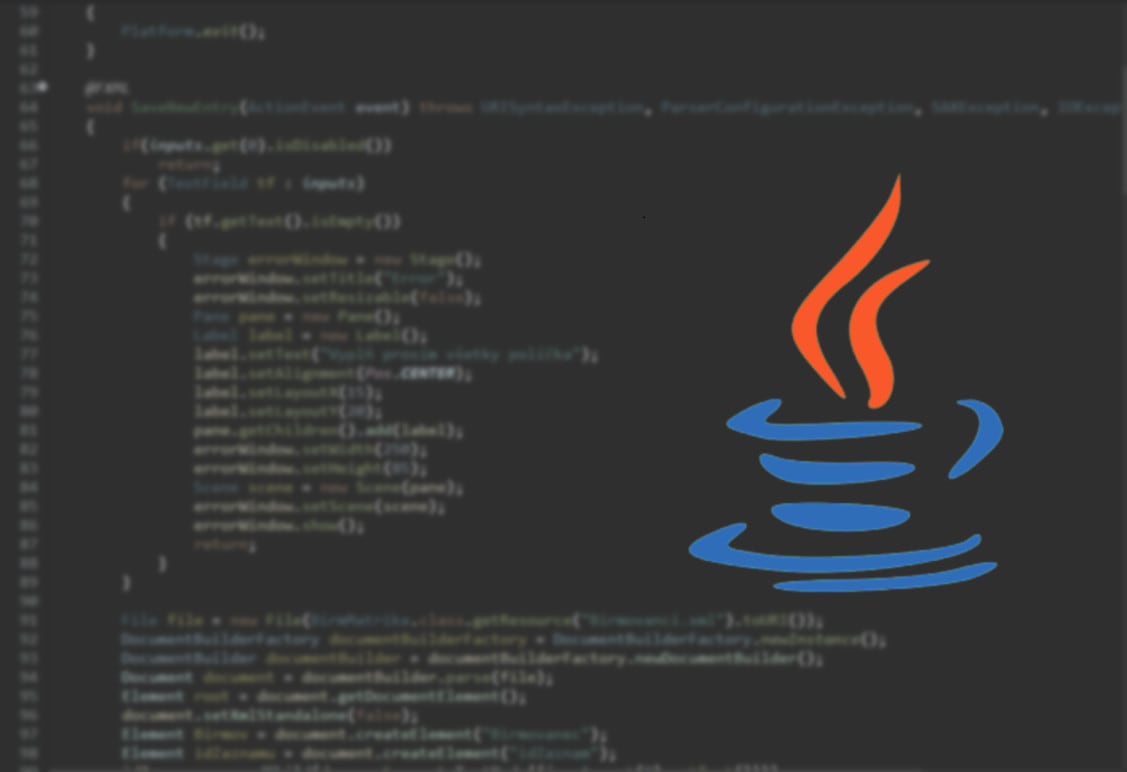 59 {
60 Platform.exit();
61 }
62
63 @FXML
64 void SaveNewEntry(ActionEvent event) throws URISyntaxException, ParserConfigurationException, SAXException, IOExcep
65 {
66 if(inputs.get(0).isDisabled())
67 return;
68 for (TextField tf : inputs)
69 {
70 if (tf.getText().isEmpty())
71 {
72 Stage errorWindow = new Stage();
73 errorWindow.setTitle("Error");
74 errorWindow.setResizable(false);
75 Pane pane = new Pane();
76 Label label = new Label();
77 label.setText("Vyplň prosím všetky políčka");
78 label.setAlignment(Pos.CENTER);
79 label.setLayoutX(35);
80 label.setLayoutY(20);
81 pane.getChildren().add(label);
82 errorWindow.setWidth(250);
83 errorWindow.setHeight(85);
84 Scene scene = new Scene(pane);
85 errorWindow.setScene(scene);
86 errorWindow.show();
87 return;
88 }
89 }
90
91 File file = new File(BirmMatrika.class.getResource("Birmovanci.xml").toURI());
92 DocumentBuilderFactory documentBuilderFactory = DocumentBuilderFactory.newInstance();
93 DocumentBuilder documentBuilder = documentBuilderFactory.newDocumentBuilder();
94 Document document = documentBuilder.parse(file);
95 Element root = document.getDocumentElement();
96 document.setXmlStandalone(false);
97 Element Birmov = document.createElement("Birmovanec");
98 Element idZaznamu = document.createElement("idZaznam");